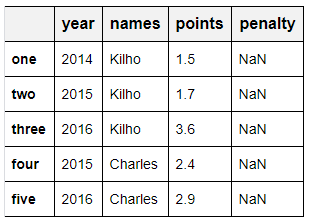 year names points penalty
one 2014 Kilho 1.5 NaN
two 2015 Kilho 1.7 NaN
three 2016 Kilho 3.6 NaN
four 2015 Charles 2.4 NaN
five 2016 Charles 2.9 NaN